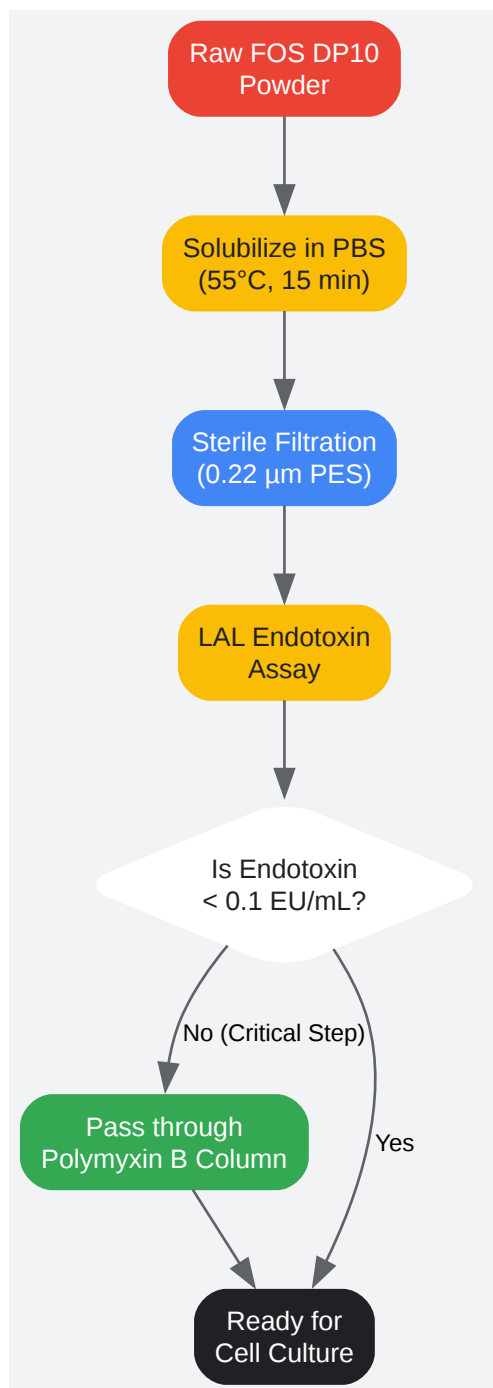 Raw FOS DP10
Powder
Solubilize in PBS
(55°C, 15 min)
Sterile Filtration
(0.22 µm PES)
LAL Endotoxin
Assay
Is Endotoxin
< 0.1 EU/mL?
No (Critical Step)
Pass through
Polymyxin B Column
Yes
Ready for
Cell Culture